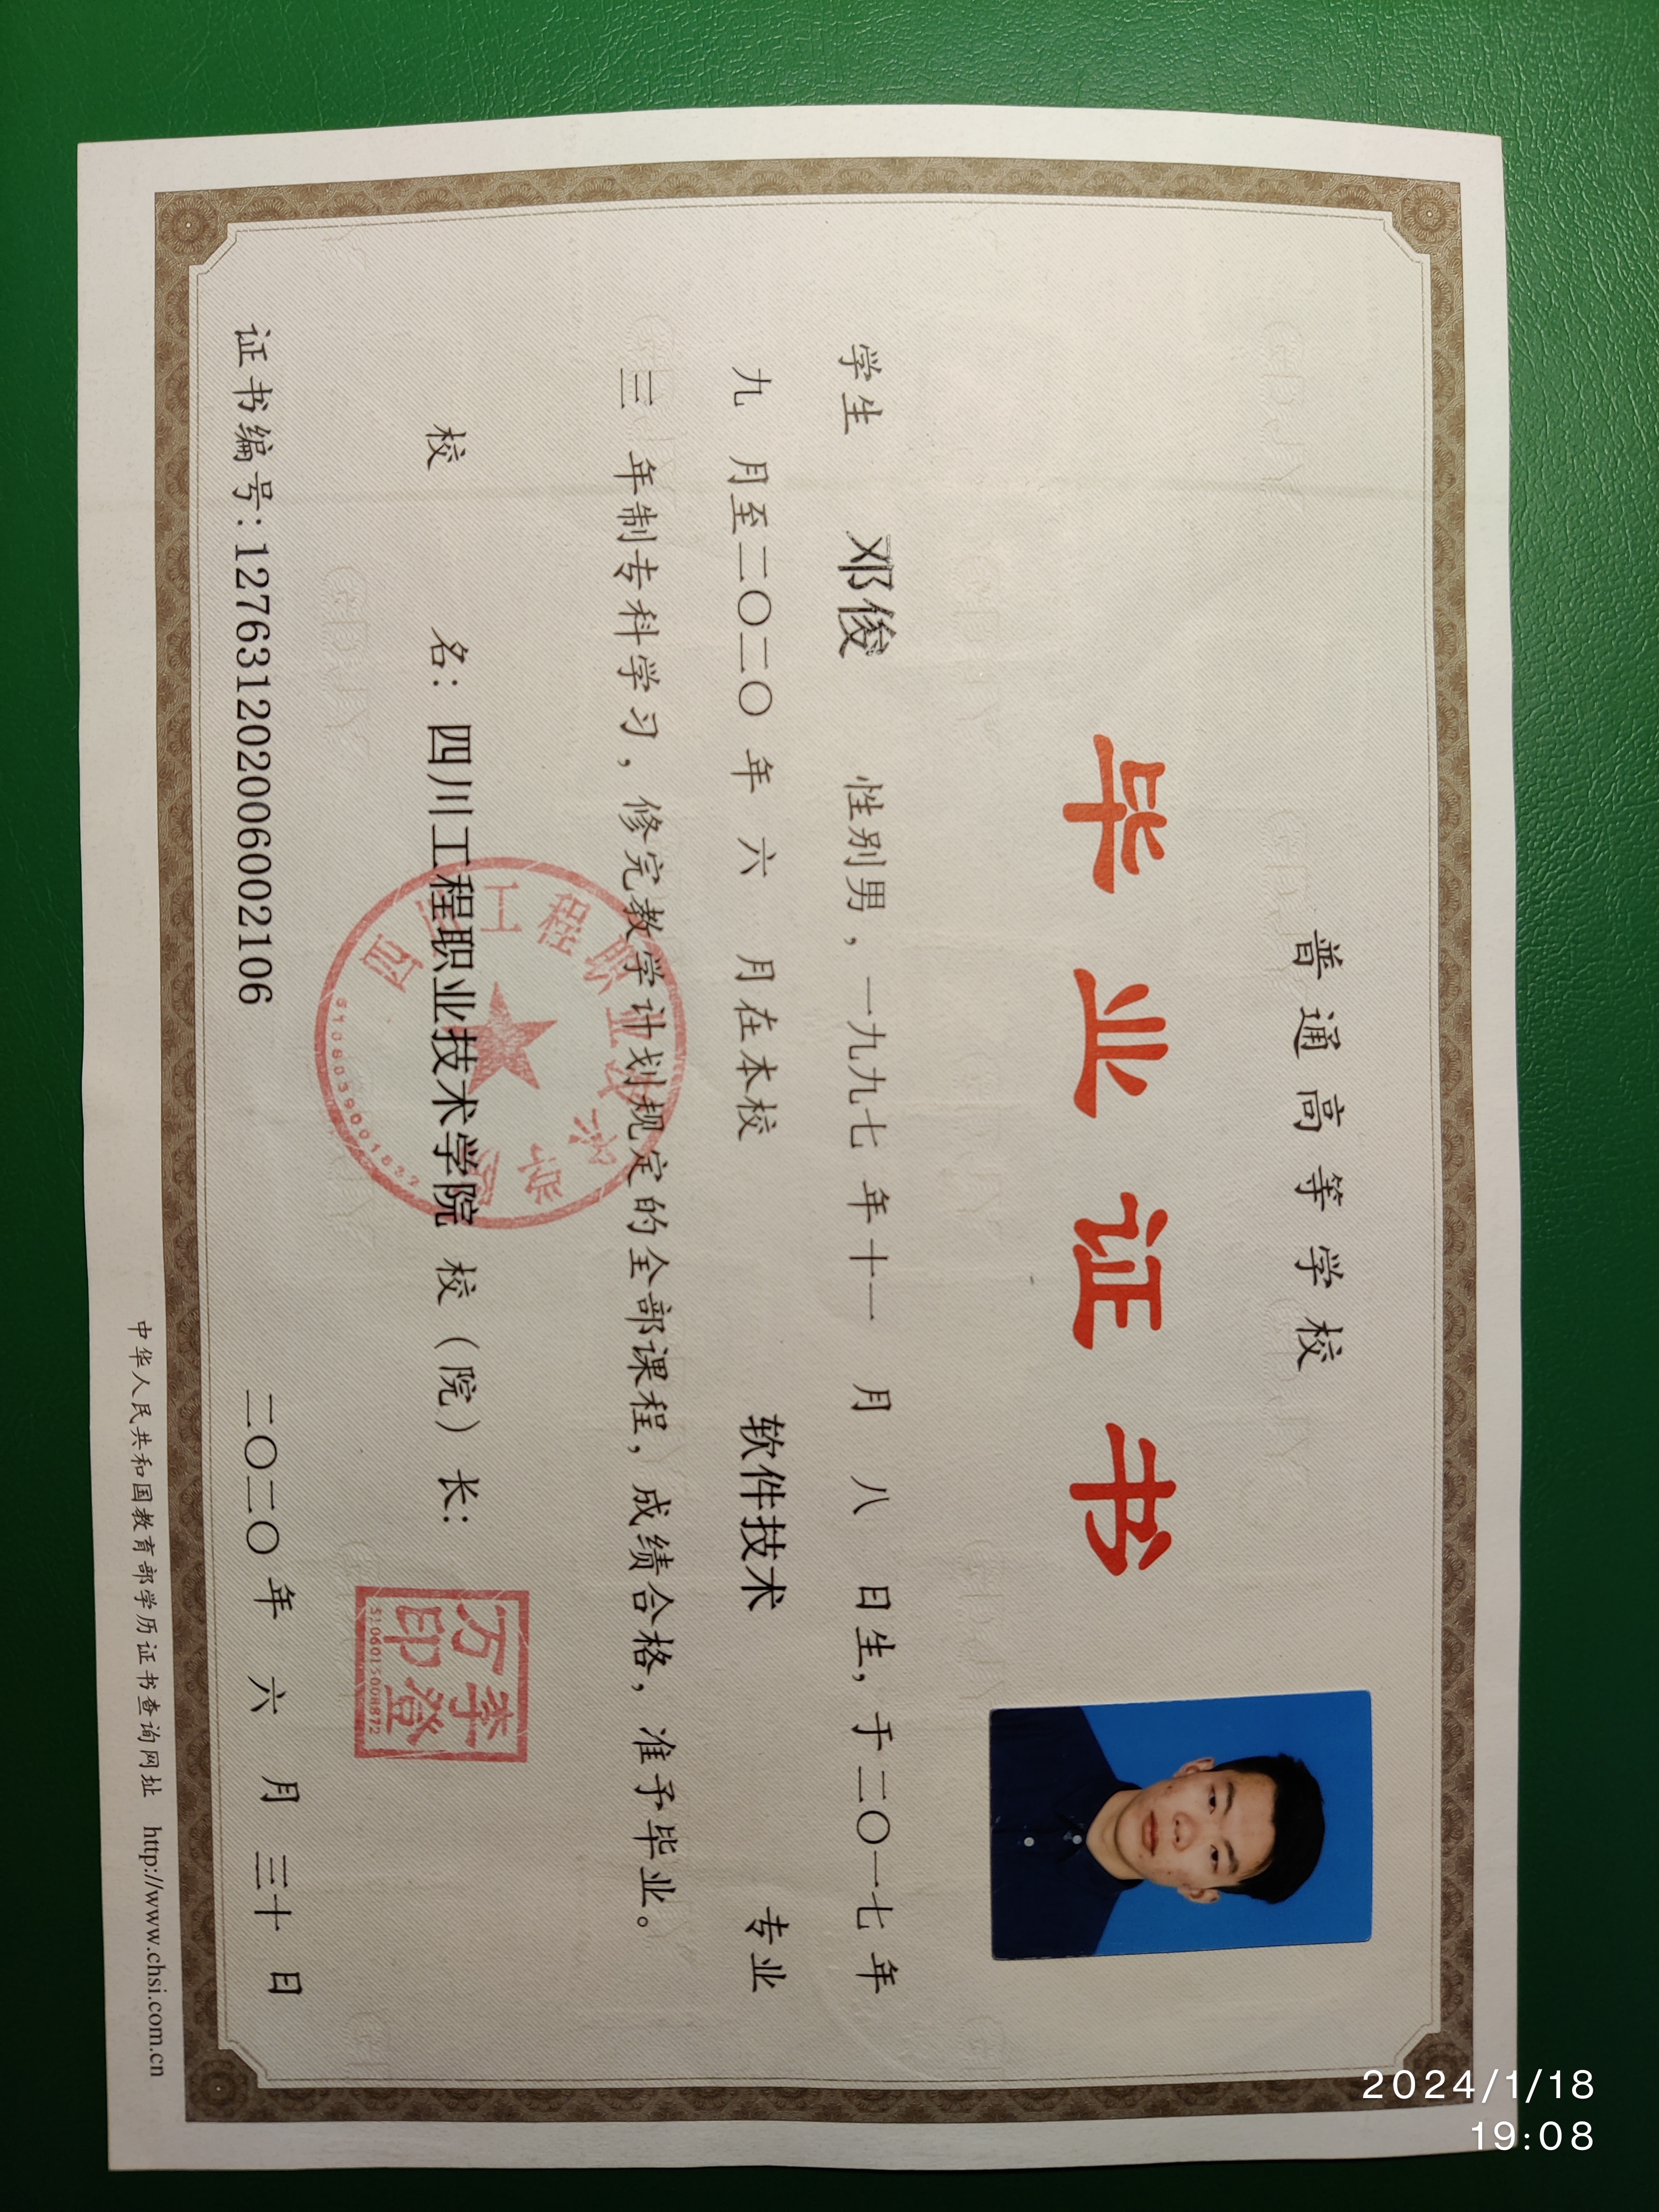 2024/1/18
19:08
普通高等学校
毕业证书
学生 邓俊 性别男，一九九七 年 十一 月 八 日生，于二〇一七 年
九 月至二〇二〇 年 六 月在本校 软件技术 专业
三 年制专科学习，修完教学计划规定的全部课程，成绩合格，准予毕业。
四川工程职业技术学院
校 名：四川工程职业技术学院 校（院）长：
李登万印
5106015008872
证书编号：127631202006002106 二〇二〇 年 六 月 三十 日
中华人民共和国教育部学历证书查询网址 http://www.chsi.com.cn